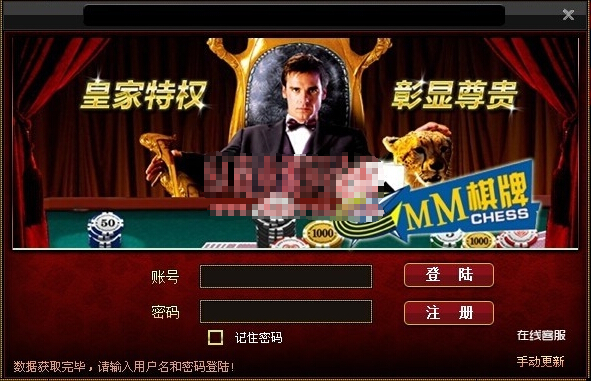 皇家特权
彰显尊贵
MM棋牌
CHESS
50
1000
1000
账号
登 陆
密码
注 册
记住密码
在线客服
手动更新
数据获取完毕,请输入用户名和密码登陆!